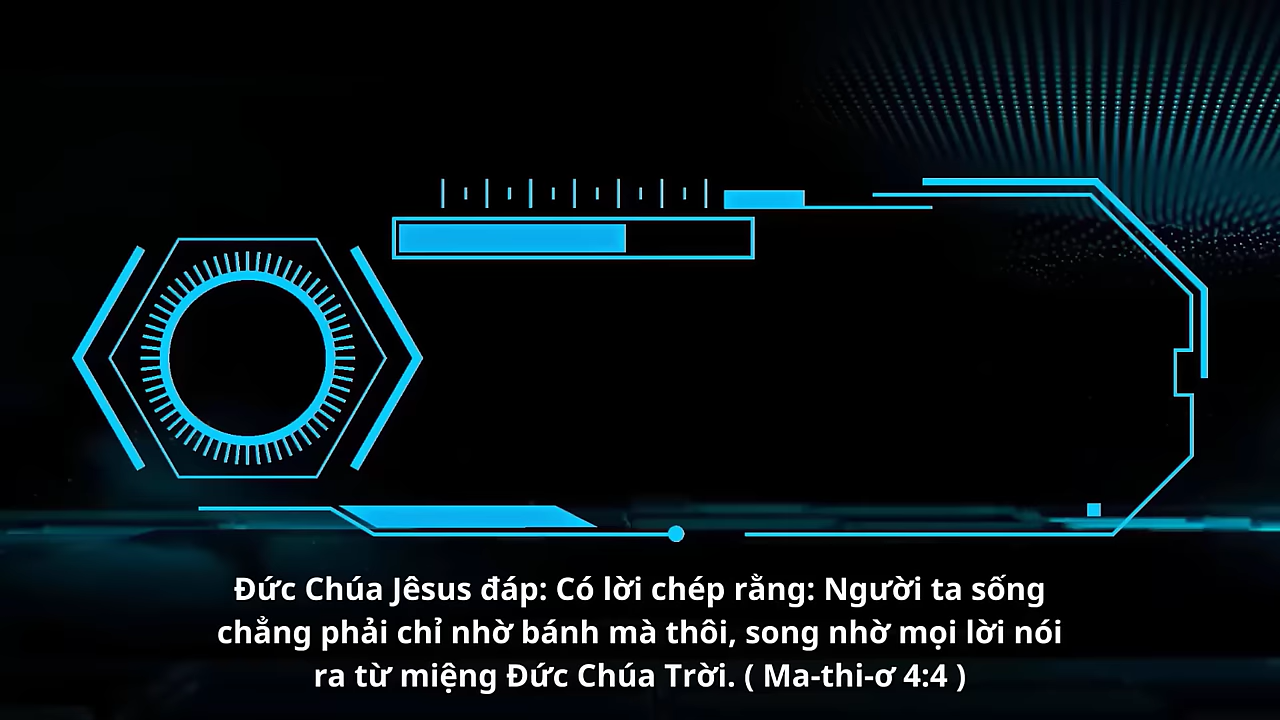 Đức Chúa Jêsus đáp: Có lời chép rằng: Người ta sống
chẳng phải chỉ nhờ bánh mà thôi, song nhờ mọi lời nói
ra từ miệng Đức Chúa Trời. ( Ma-thi-ơ 4:4 )